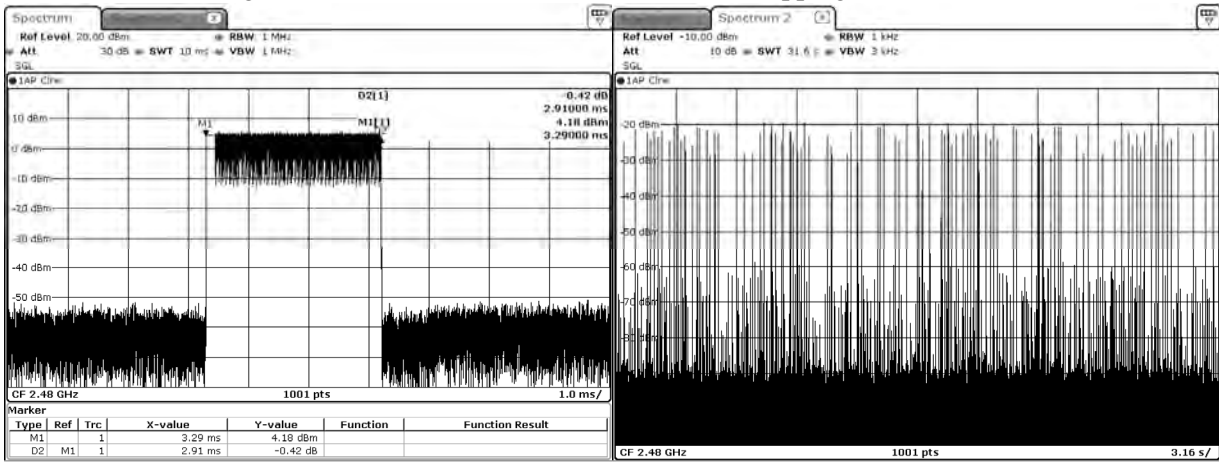 Spectrum
Ref Level 20.00 dBm RBW 1 MHz
Att 30 dB SWT 10 ms VBW 1 MHz
SGL
1AP Clrw
D2[1] -0.42 dB
2.91000 ms
M1[1] 4.18 dBm
3.29000 ms
M1
10 dBm
0 dBm
-10 dBm
-20 dBm
-30 dBm
-40 dBm
-50 dBm
CF 2.48 GHz 1001 pts 1.0 ms/
Marker
Type Ref Trc X-value Y-value Function Function Result
M1 1 3.29 ms 4.18 dBm
D2 M1 1 2.91 ms -0.42 dB
Spectrum Spectrum 2
Ref Level -10.00 dBm RBW 1 kHz
Att 10 dB SWT 31.6 s VBW 3 kHz
SGL
1AP Clrw
-20 dBm
-30 dBm
-40 dBm
-50 dBm
-60 dBm
CF 2.48 GHz 1001 pts 3.16 s/